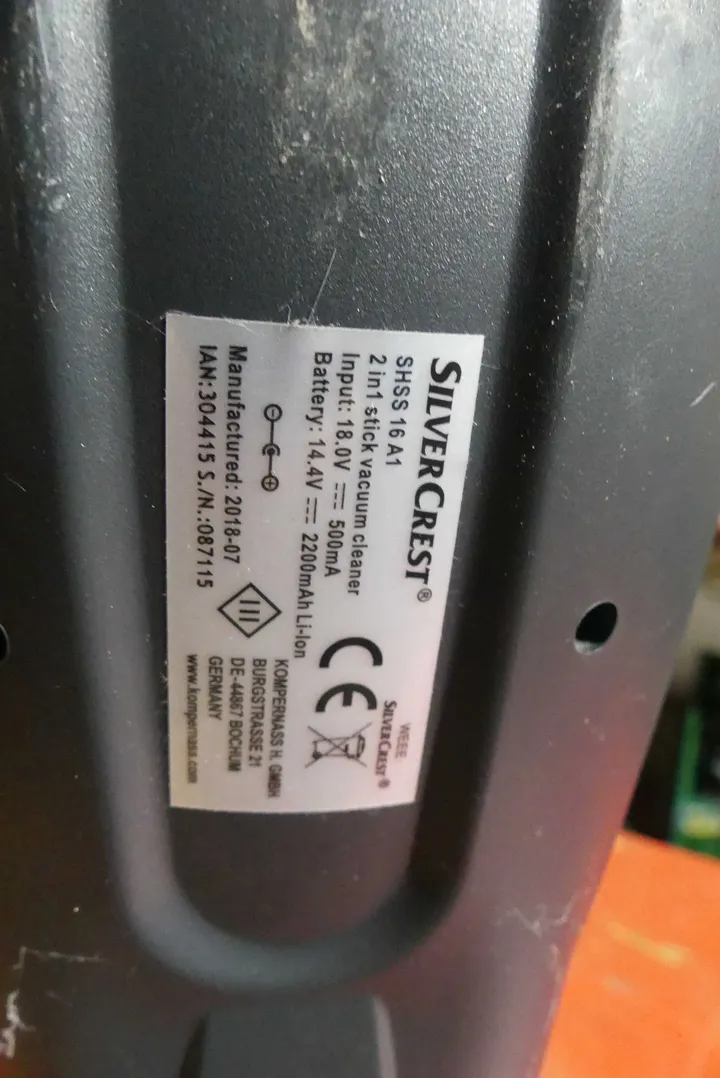 SILVERCREST®
SHSS 16 A1
2 in1 stick vacuum cleaner
Input: 18.0V ⎓ 500mA
Battery: 14.4V ⎓ 2200mAh Li-Ion
Manufactured: 2018-07
IAN:304415 S./N.:087115
WEEE
SILVERCREST®
CE
III
KOMPERNASS H. GMBH
BURGSTRASSE 21
DE-44867 BOCHUM
GERMANY
www.kompernass.com